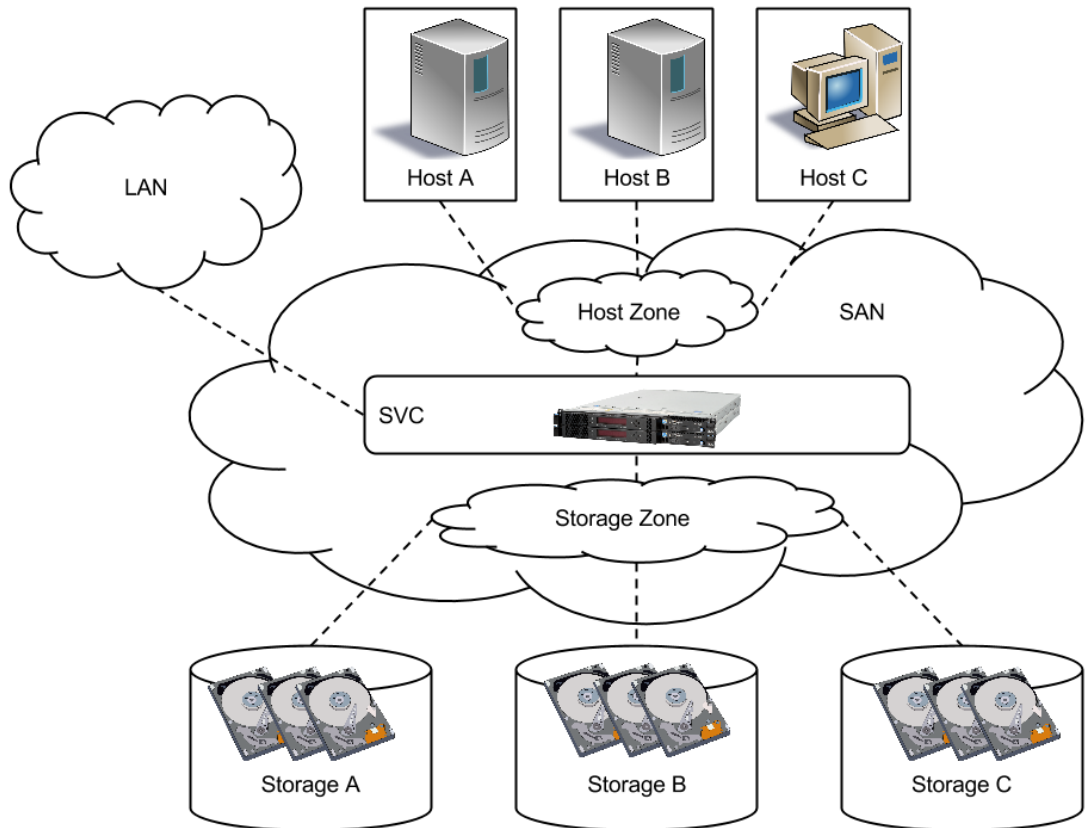 Host A
Host B
Host C
LAN
Host Zone
SAN
SVC
Storage Zone
Storage A
Storage B
Storage C